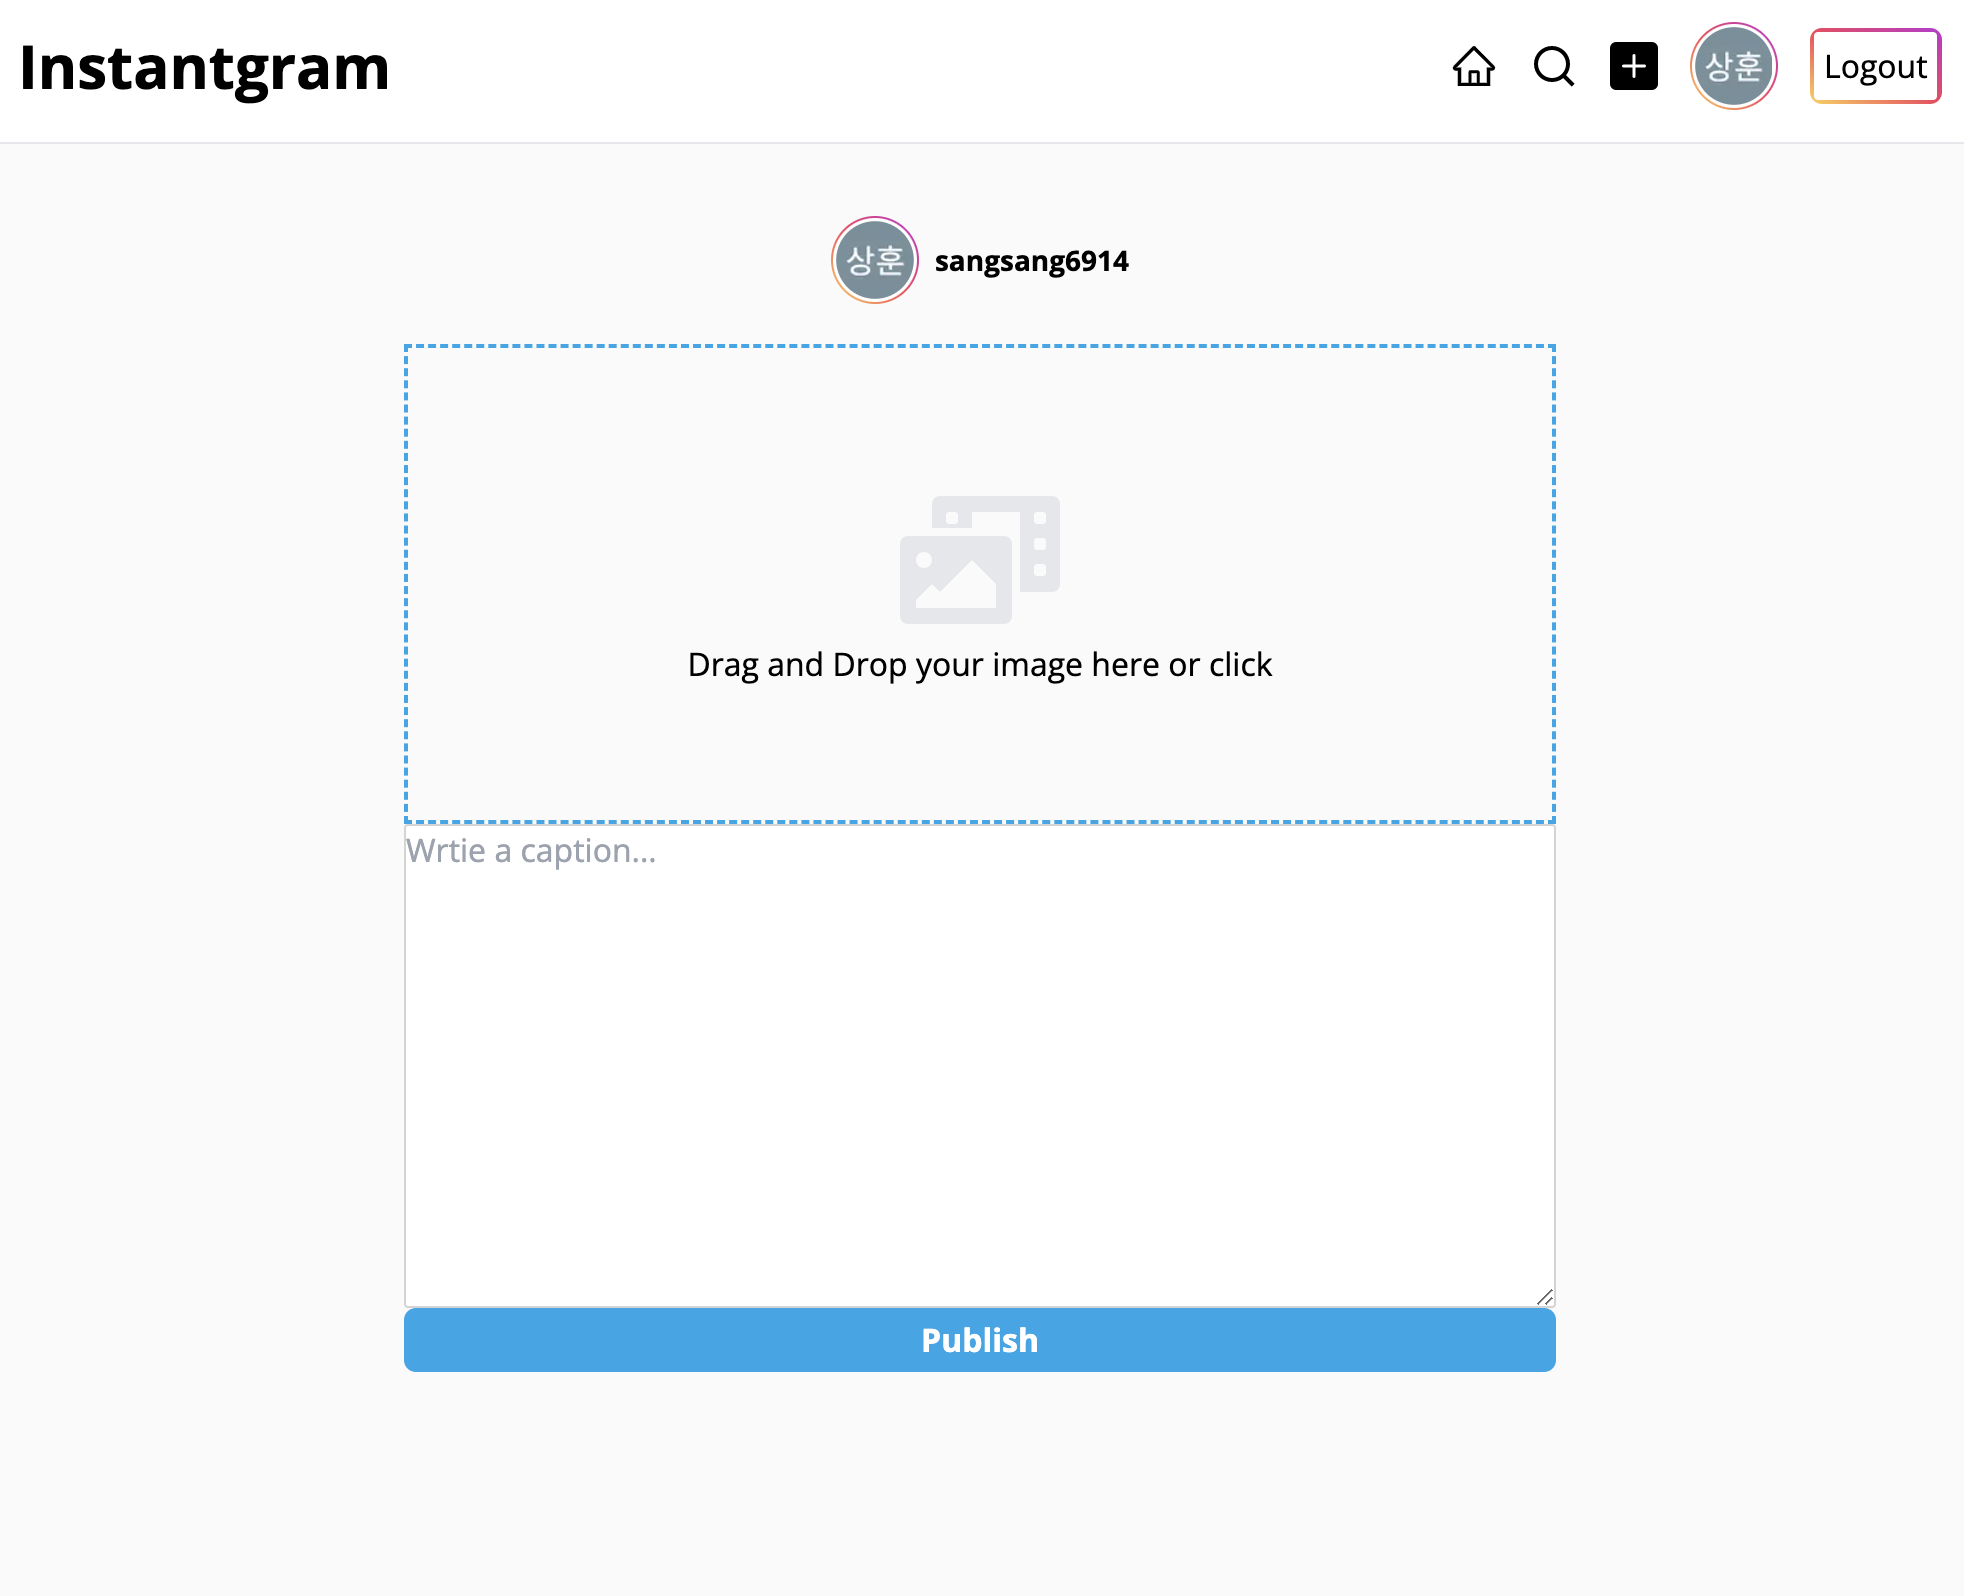 Instantgram
상훈
Logout
상훈
sangsang6914
Drag and Drop your image here or click
Wrtie a caption...
Publish